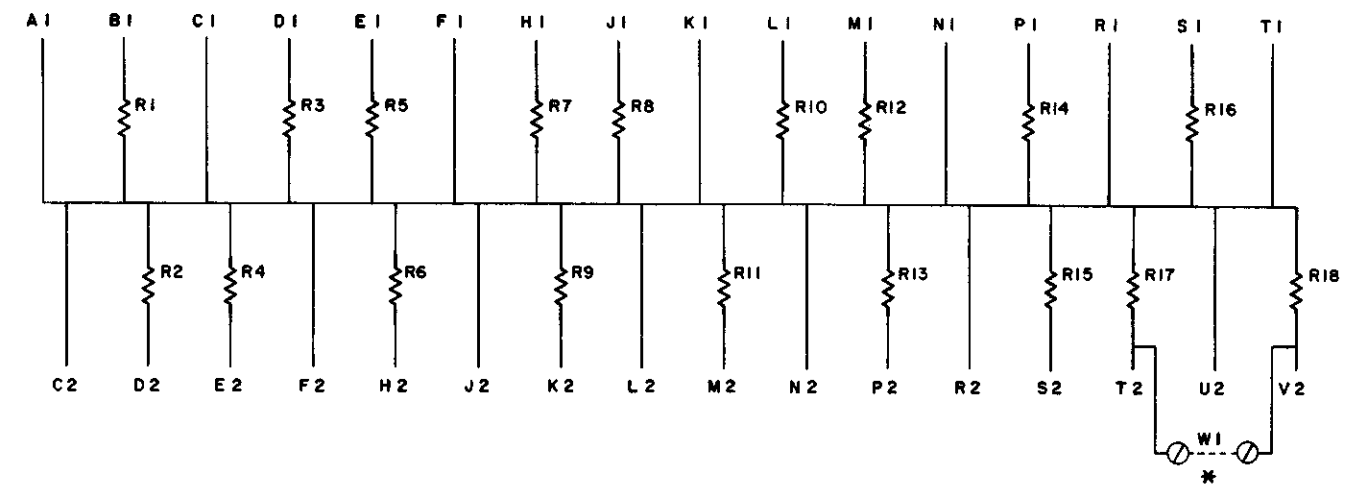 A1 B1 C1 D1 E1 F1 H1 J1 K1 L1 M1 N1 P1 R1 S1 T1
R1 R3 R5 R7 R8 R10 R12 R14 R16
R2 R4 R6 R9 R11 R13 R15 R17 R18
C2 D2 E2 F2 H2 J2 K2 L2 M2 N2 P2 R2 S2 T2 U2 V2
W1
*